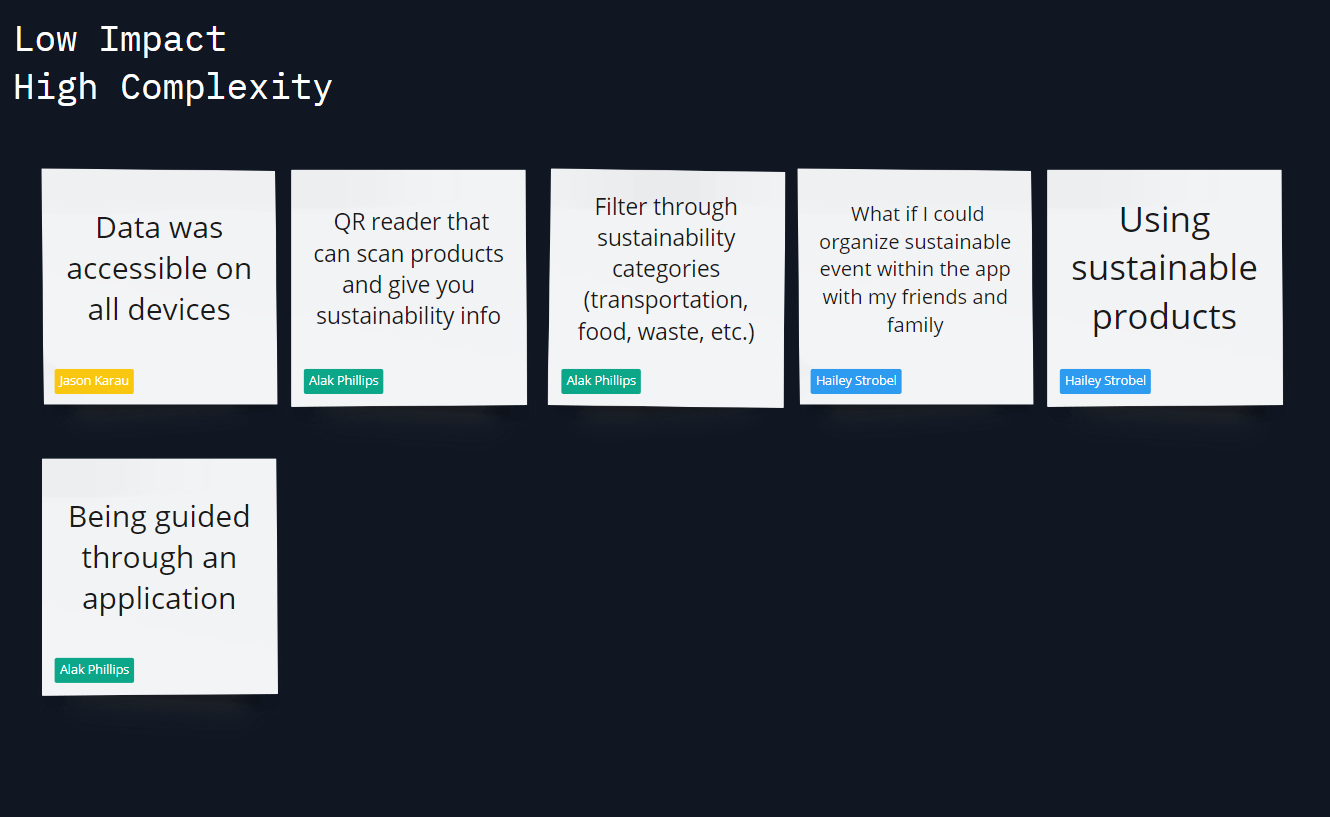 Low Impact
High Complexity
Data was
accessible on
all devices
Jason Karau
QR reader that
can scan products
and give you
sustainability info
Alak Phillips
Filter through
sustainability
categories
(transportation,
food, waste, etc.)
Alak Phillips
What if I could
organize sustainable
event within the app
with my friends and
family
Hailey Strobel
Using
sustainable
products
Hailey Strobel
Being guided
through an
application
Alak Phillips